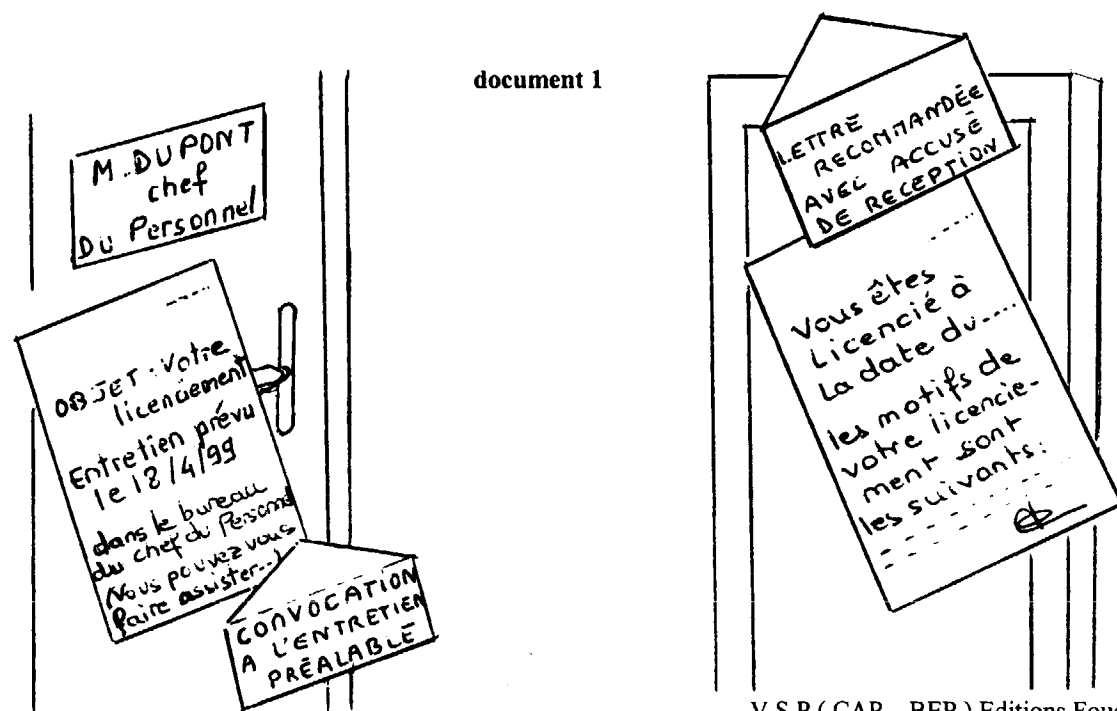 document 1
M. DUPONT
chef
Du Personnel
OBJET: Votre
licenciement
Entretien prévu
le 18/4/99
dans le bureau
du chef du Personnel
(Vous pouvez vous
faire assister...)
CONVOCATION
A L'ENTRETIEN
PRÉALABLE
LETTRE
RECOMMANDÉE
AVEC ACCUSÉ
DE RECEPTION
Vous êtes
Licencié à
La date du....
les motifs de
votre licencie-
ment sont
les suivants:
V.S.P ( CAP – BEP ) Editions